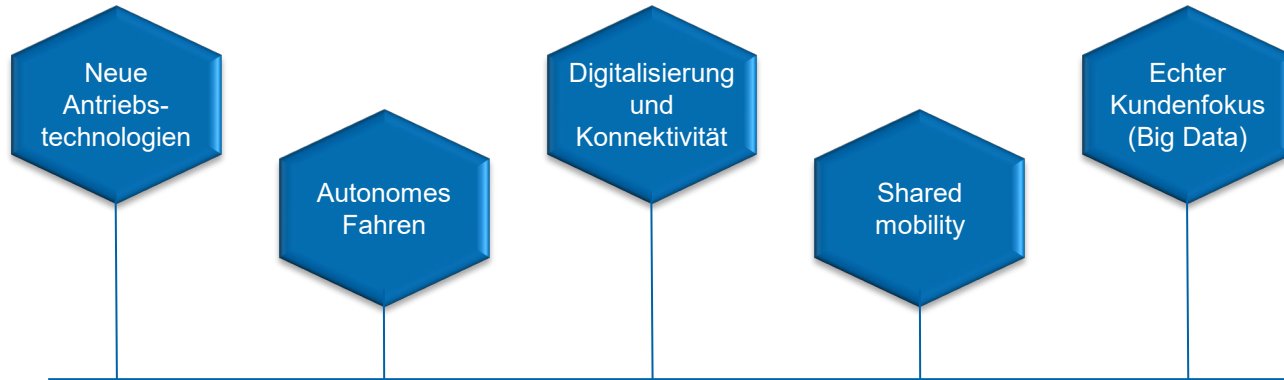 Neue
Antriebs-
technologien
Autonomes
Fahren
Digitalisierung
und
Konnektivität
Shared
mobility
Echter
Kundenfokus
(Big Data)